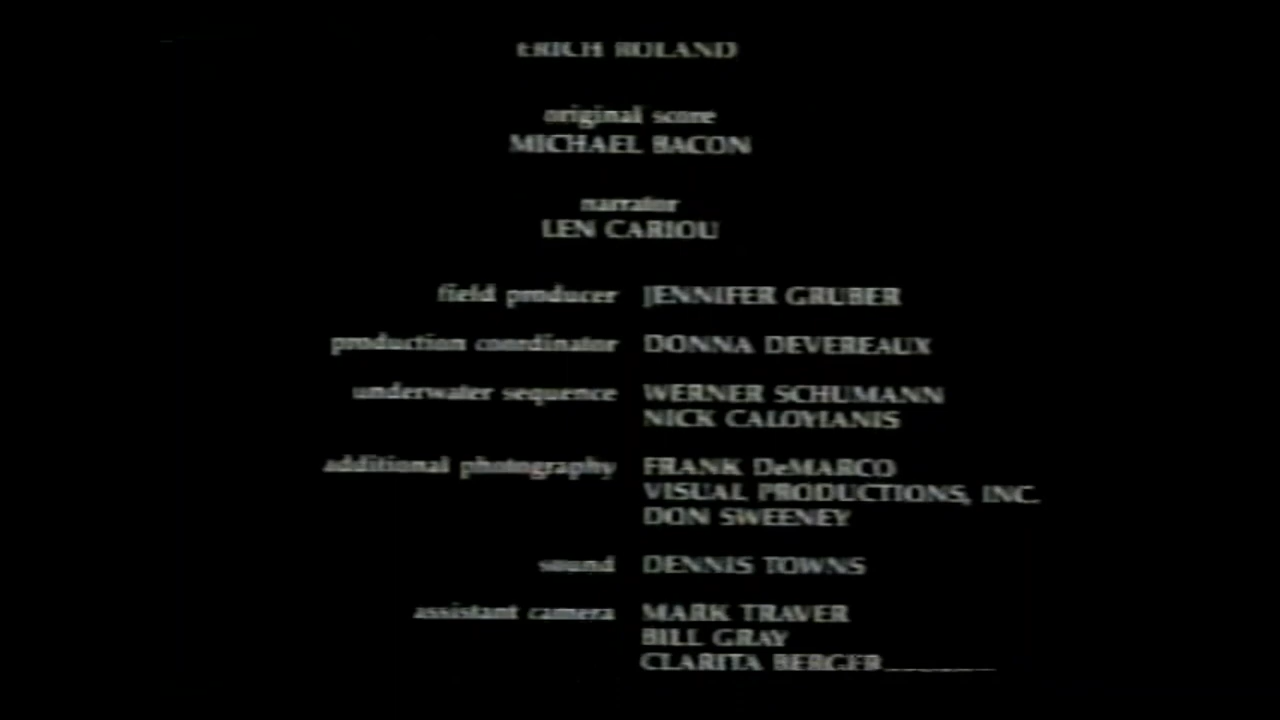 ERICH ROLAND
original score
MICHAEL BACON
narrator
LEN CARIOU
field producer JENNIFER GRUBER
production coordinator DONNA DEVEREAUX
underwater sequence WERNER SCHUMANN
NICK CALOYIANIS
additional photography FRANK DeMARCO
VISUAL PRODUCTIONS, INC.
DON SWEENEY
sound DENNIS TOWNS
assistant camera MARK TRAVER
BILL GRAY
CLARITA BERGER